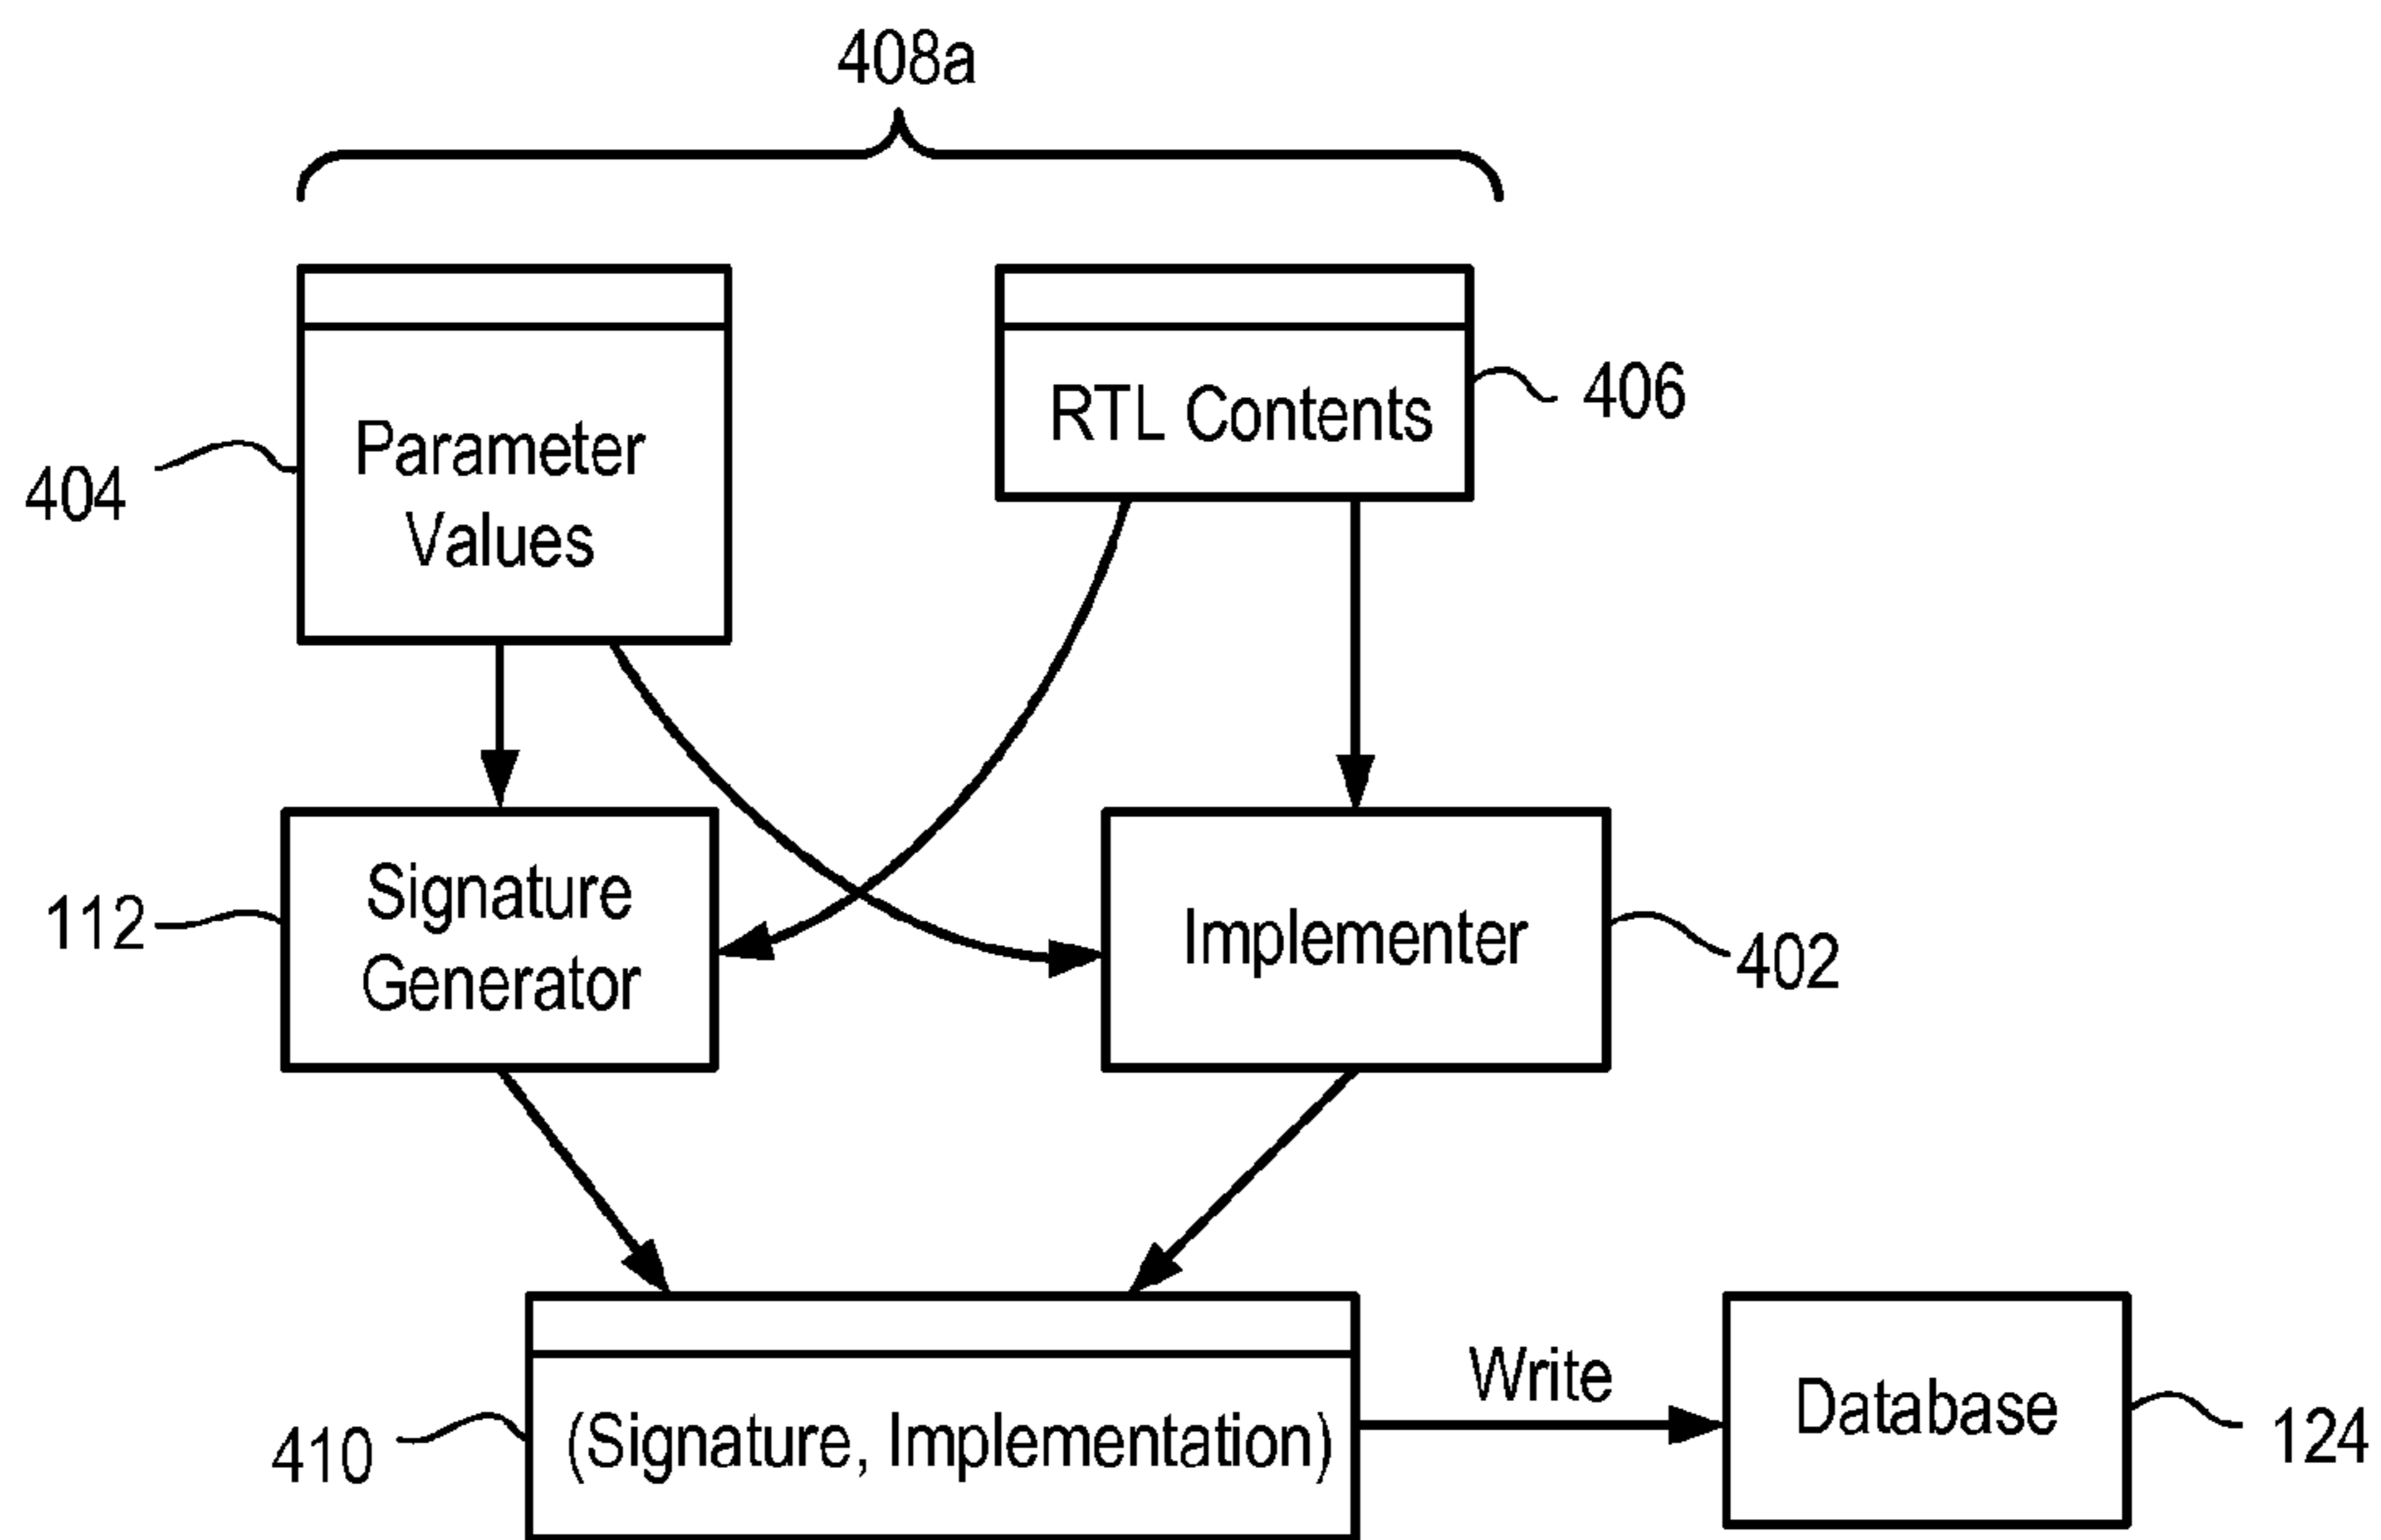 408a
RTL Contents
406
Parameter
Values
404
Signature
Generator
112
Implementer
402
Write
Database
(Signature, Implementation)
410
124